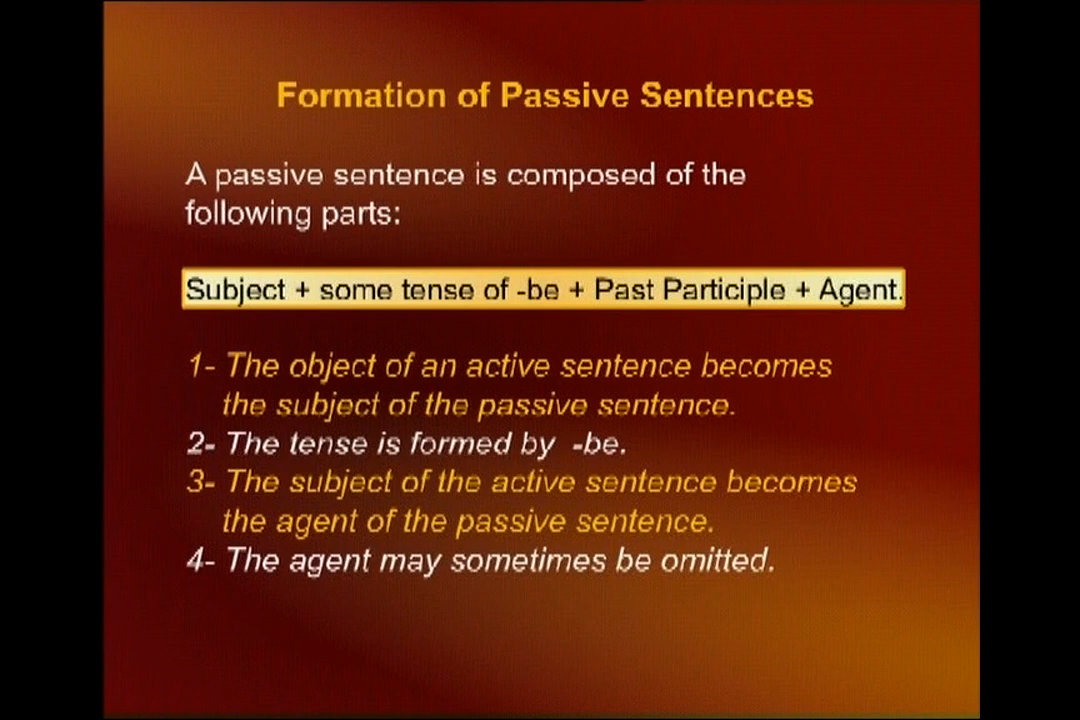 Formation of Passive Sentences
A passive sentence is composed of the
following parts:
Subject + some tense of -be + Past Participle + Agent.
1- The object of an active sentence becomes
the subject of the passive sentence.
2- The tense is formed by -be.
3- The subject of the active sentence becomes
the agent of the passive sentence.
4- The agent may sometimes be omitted.